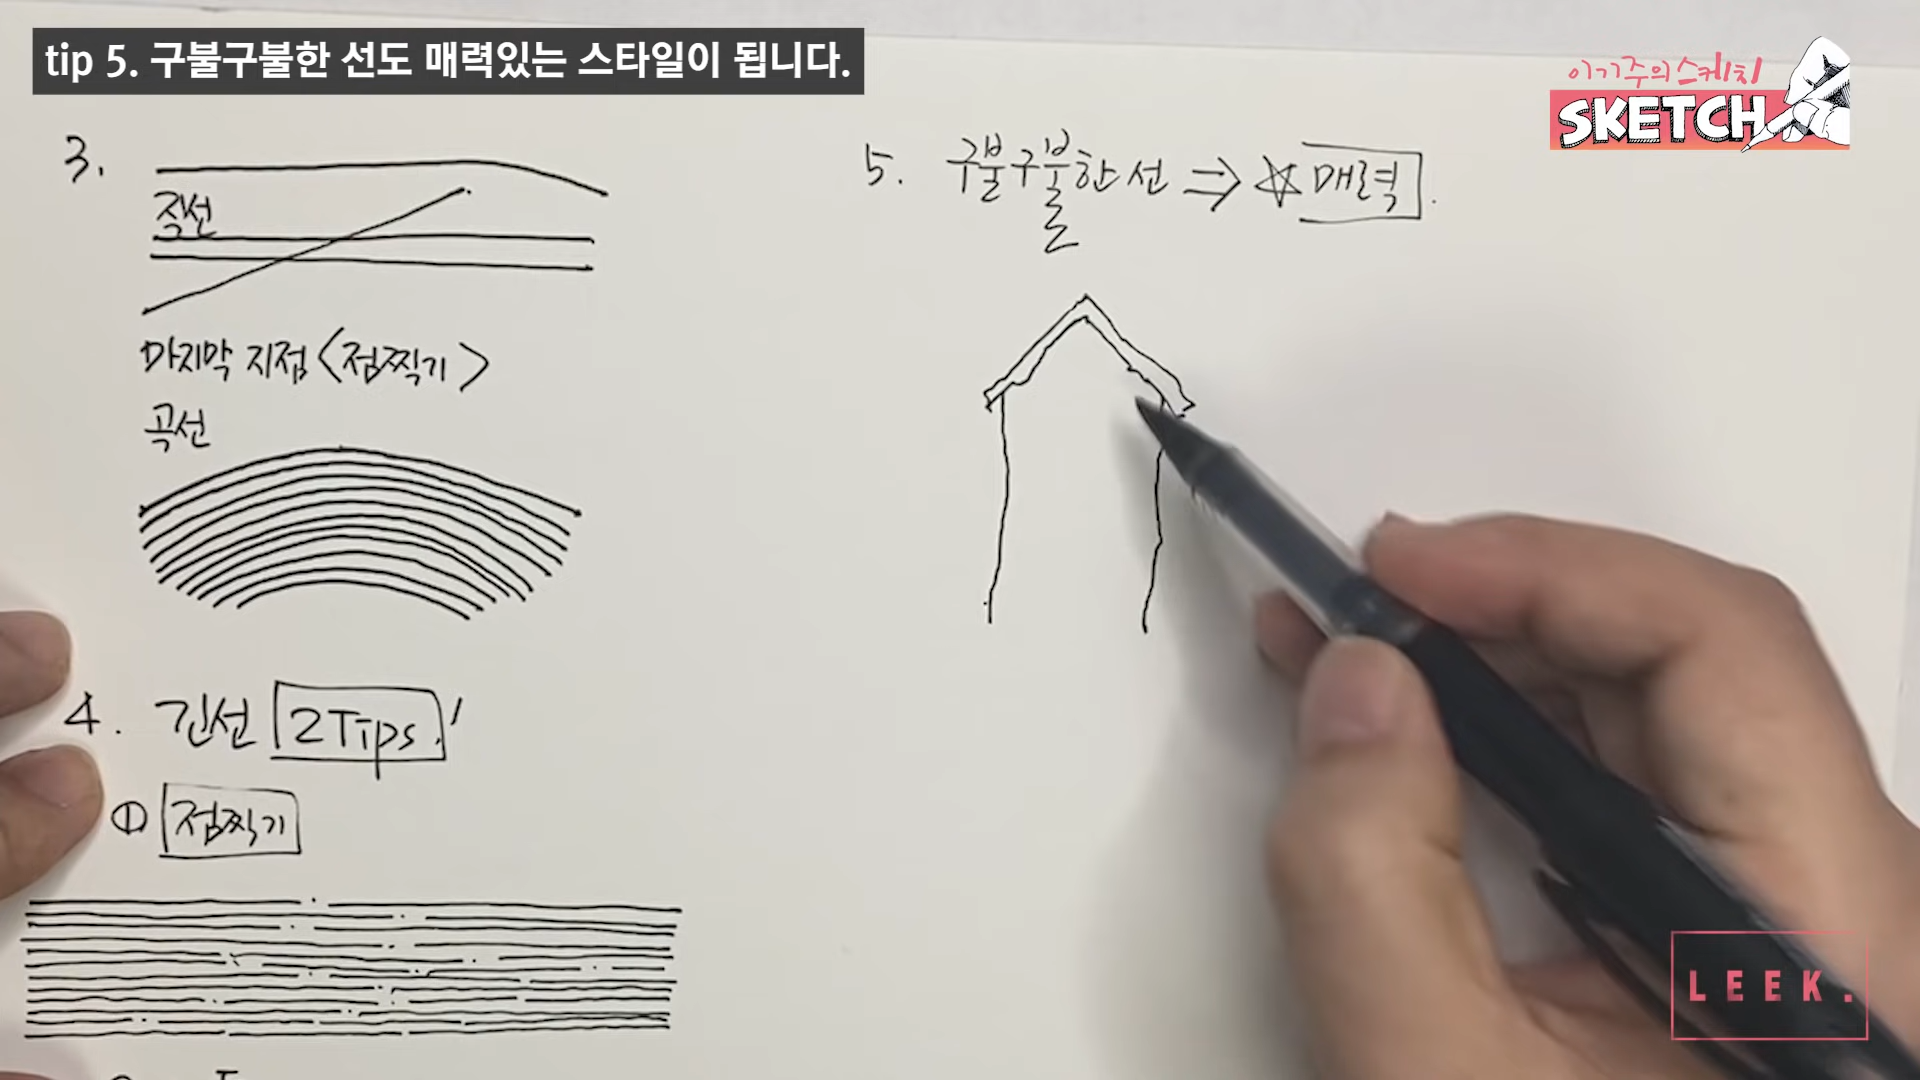 tip 5. 구불구불한 선도 매력있는 스타일이 됩니다.
이기주의 스케치
SKETCH
3.
직선
마지막 지점 <점찍기>
곡선
4. 긴선 2Tips!
① 점찍기
5. 구불구불한 선 ⇒ ☆ 매력.
LEEK.